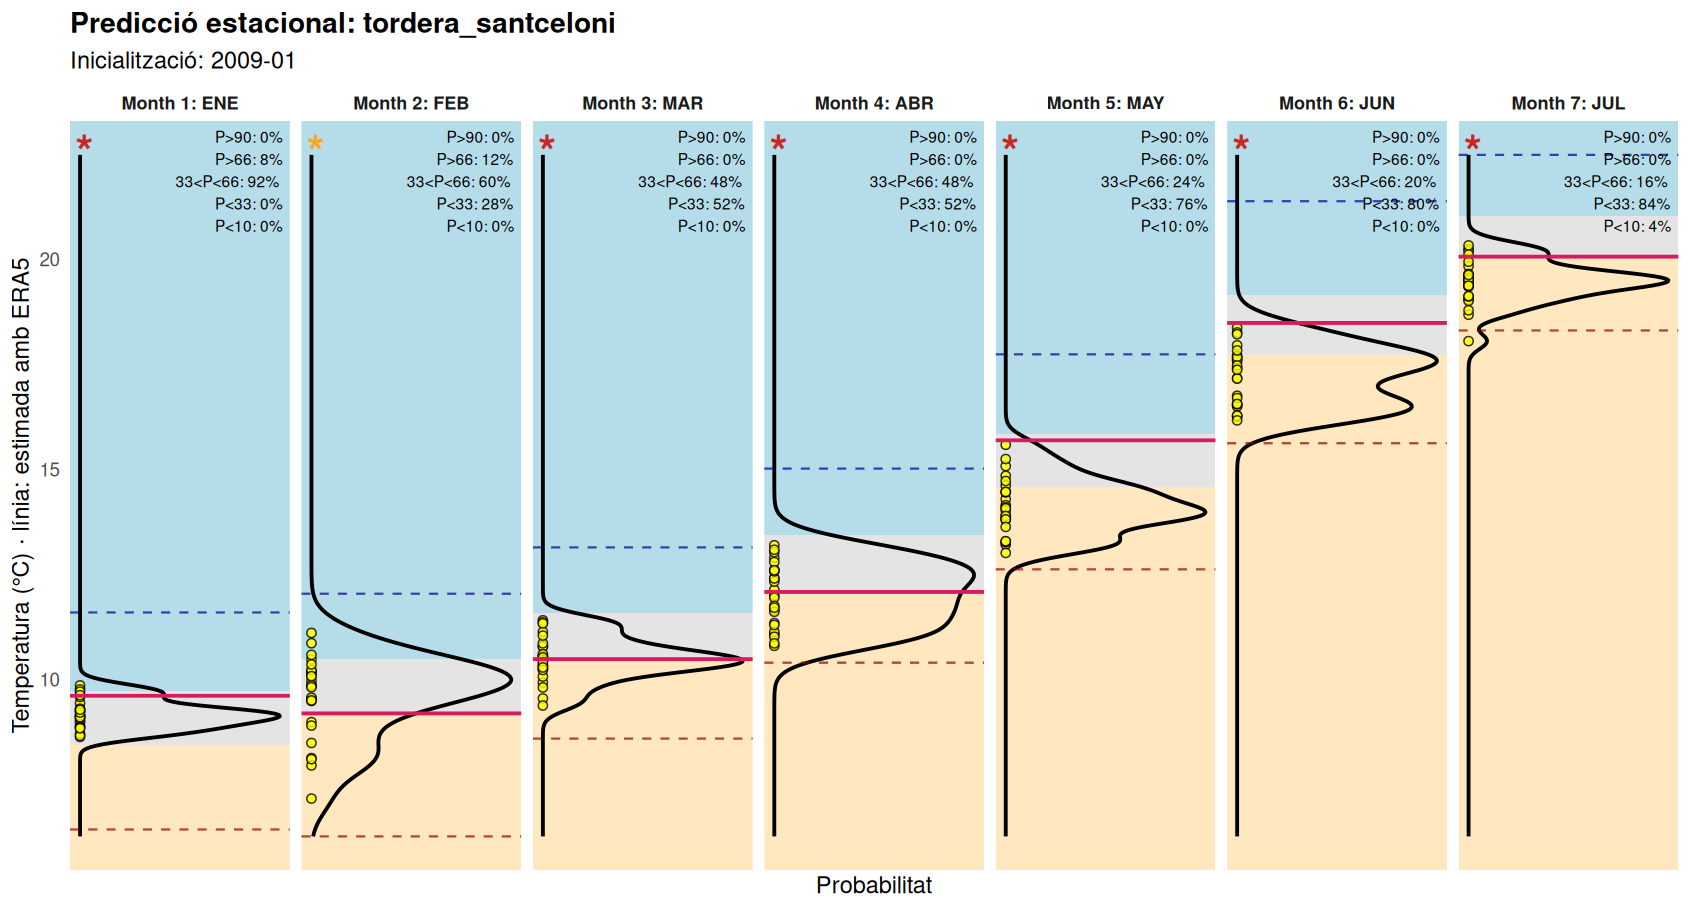 Predicció estacional: tordera_santceloni
Inicialització: 2009-01
Month 1: ENE
Month 2: FEB
Month 3: MAR
Month 4: ABR
Month 5: MAY
Month 6: JUN
Month 7: JUL
*
P>90: 0%
P>66: 8%
33<P<66: 92%
P<33: 0%
P<10: 0%
*
P>90: 0%
P>66: 12%
33<P<66: 60%
P<33: 28%
P<10: 0%
*
P>90: 0%
P>66: 0%
33<P<66: 48%
P<33: 52%
P<10: 0%
*
P>90: 0%
P>66: 0%
33<P<66: 48%
P<33: 52%
P<10: 0%
*
P>90: 0%
P>66: 0%
33<P<66: 24%
P<33: 76%
P<10: 0%
*
P>90: 0%
P>66: 0%
33<P<66: 20%
P<33: 80%
P<10: 0%
*
P>90: 0%
P>66: 0%
33<P<66: 16%
P<33: 84%
P<10: 4%
20
15
10
Temperatura (°C) · línia: estimada amb ERA5
Probabilitat